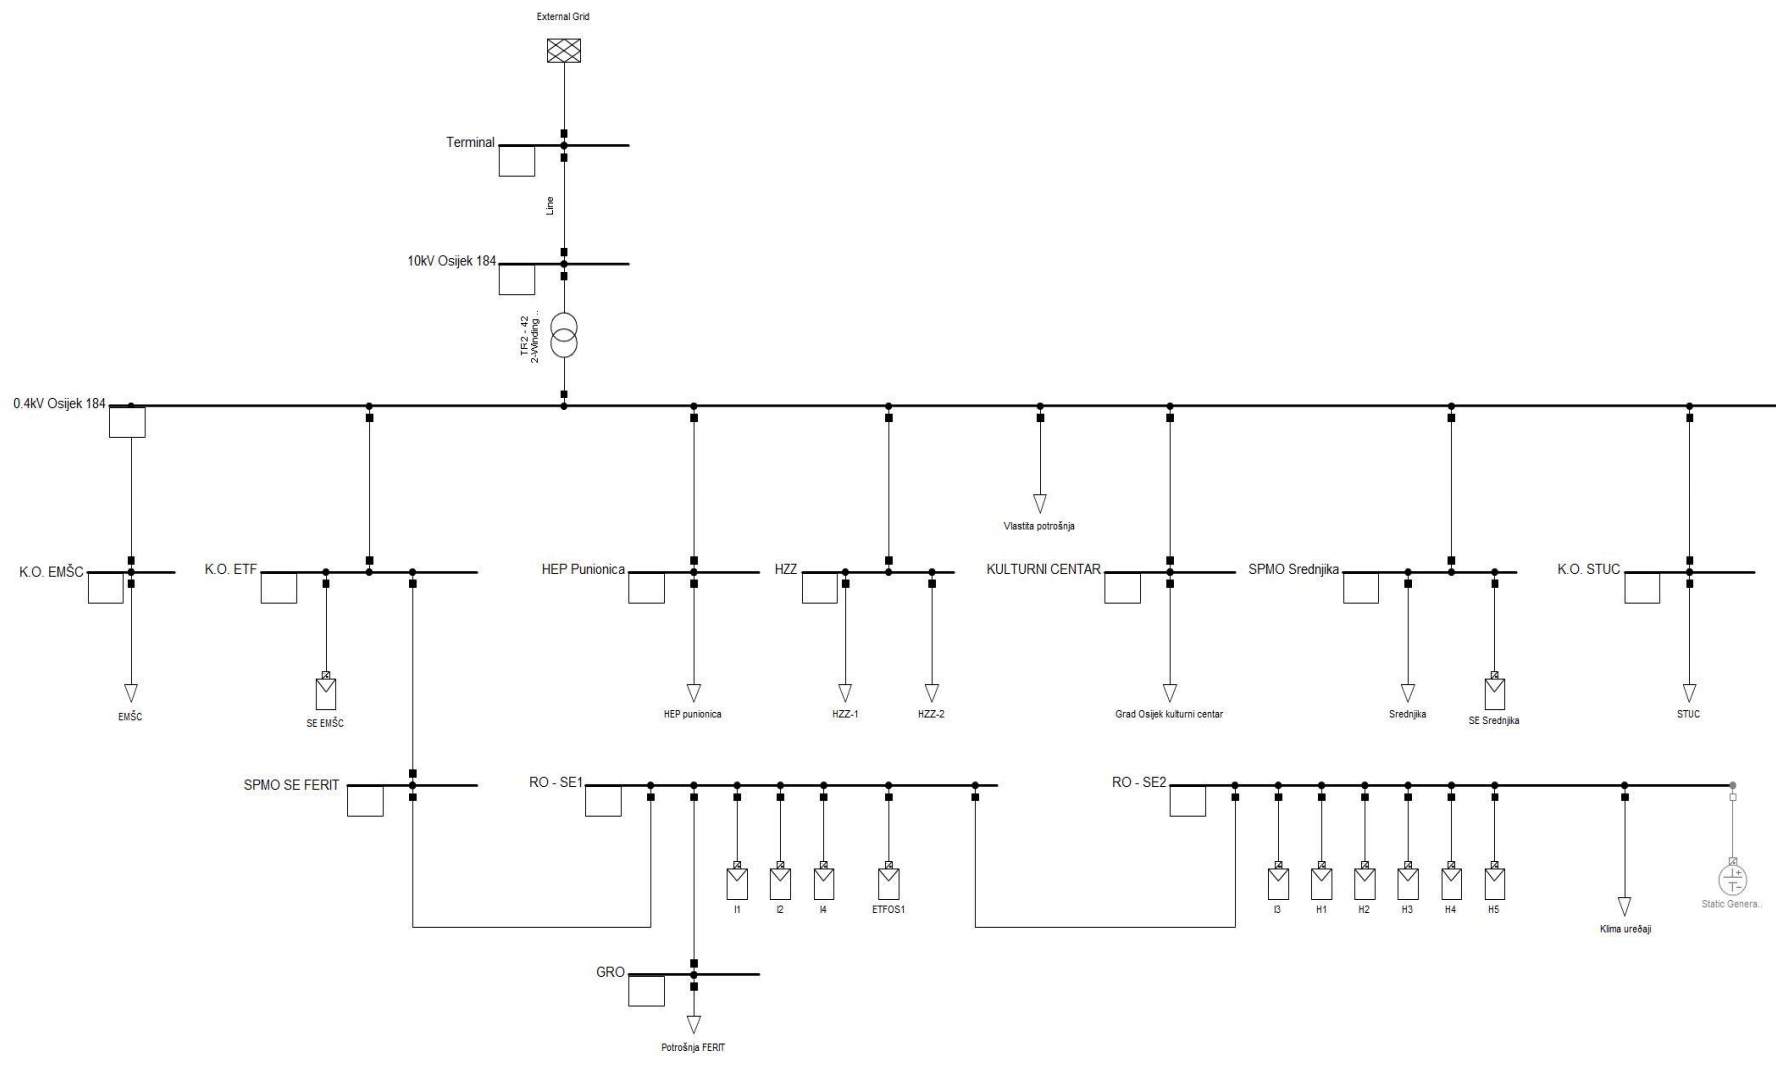 External Grid
Terminal
Line
10kV Osijek 184
TR2 - 42
2-Winding ..
0.4kV Osijek 184
Vlastita potrošnja
K.O. EMŠC
K.O. ETF
HEP Punionica
HZZ
KULTURNI CENTAR
SPMO Srednjika
K.O. STUC
EMŠC
SE EMŠC
HEP punionica
HZZ-1
HZZ-2
Grad Osijek kulturni centar
Srednjika
SE Srednjika
STUC
SPMO SE FERIT
RO - SE1
RO - SE2
I1
I2
I4
ETFOS1
I3
H1
H2
H3
H4
H5
Klima uređaji
Static Genera..
GRO
Potrošnja FERIT